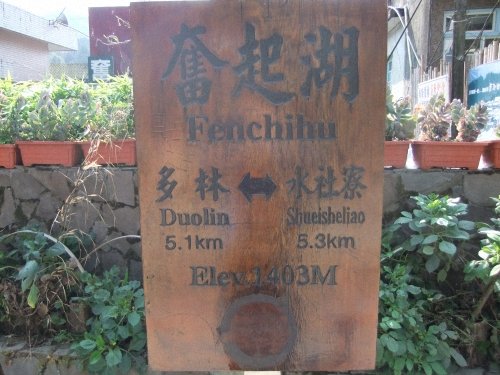 奮起湖
Fenchihu
多林 ⟷ 水社寮
Duolin Shueisheliao
5.1km 5.3km
Elev.1403M